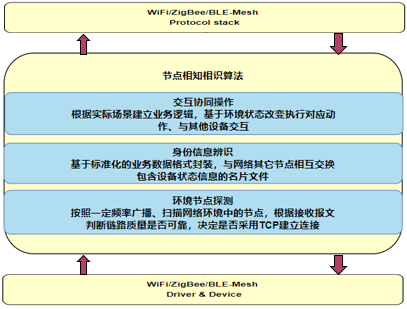 WiFi/ZigBee/BLE-Mesh
Protocol stack
节点相知相识算法
交互协同操作
根据实际场景建立业务逻辑，基于环境状态改变执行对应动
作、与其他设备交互
身份信息辨识
基于标准化的业务数据格式封装，与网络其它节点相互交换
包含设备状态信息的名片文件
环境节点探测
按照一定频率广播、扫描网络环境中的节点，根据接收报文
判断链路质量是否可靠，决定是否采用TCP建立连接
WiFi/ZigBee/BLE-Mesh
Driver & Device